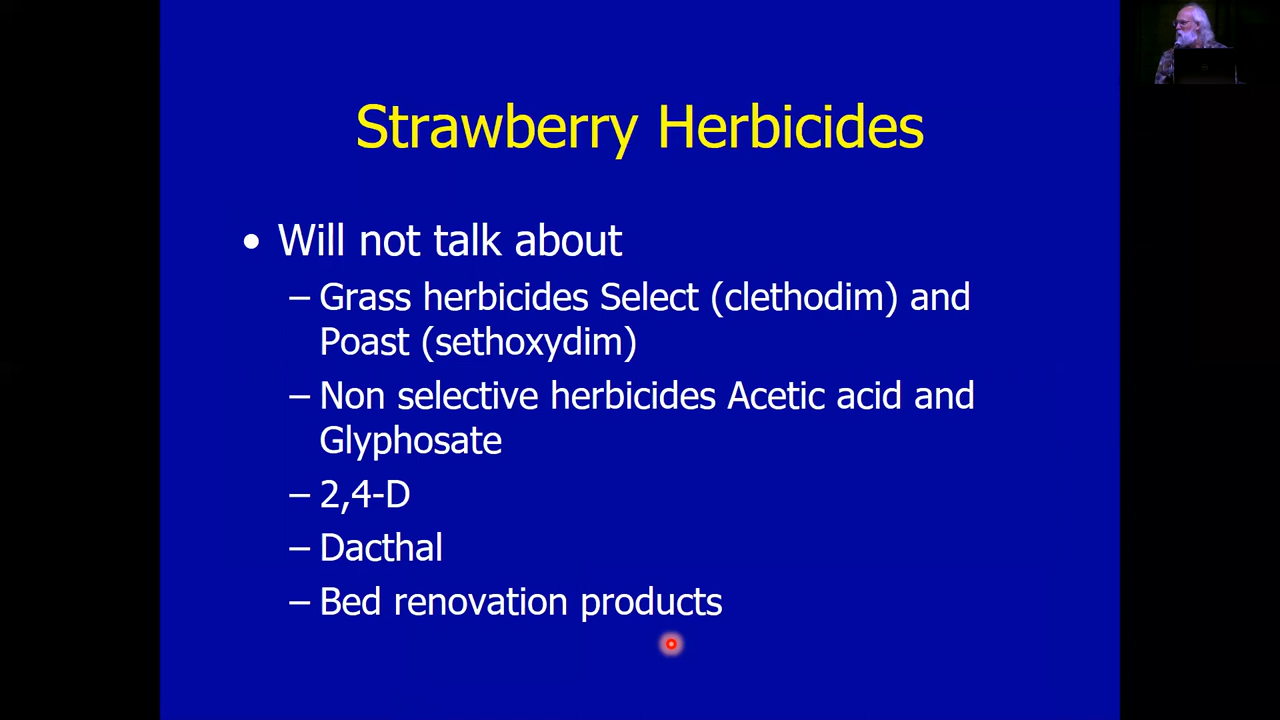 Strawberry Herbicides
• Will not talk about
– Grass herbicides Select (clethodim) and
Poast (sethoxydim)
– Non selective herbicides Acetic acid and
Glyphosate
– 2,4-D
– Dacthal
– Bed renovation products